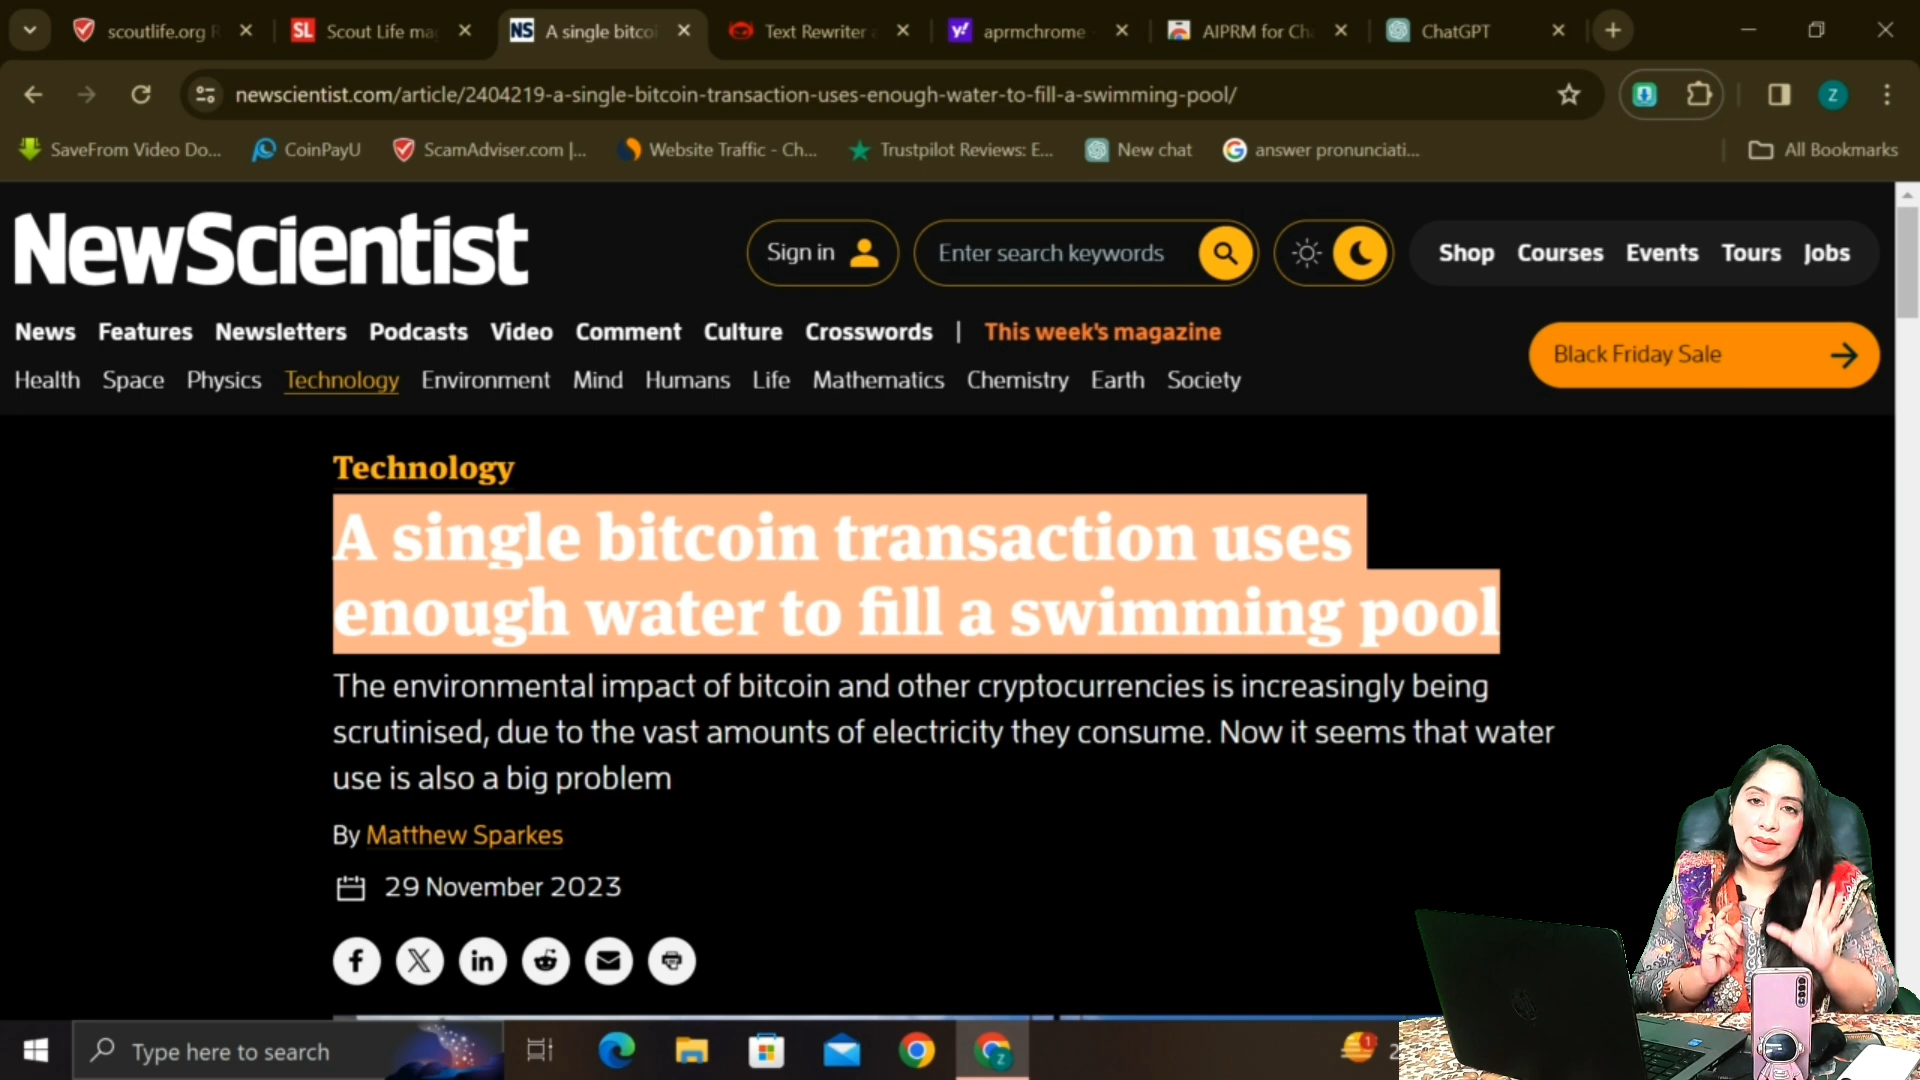 scoutlife.org R
SL Scout Life ma
NS A single bitco
Text Rewriter
y! aprmchrome
AIPRM for Ch
ChatGPT
newscientist.com/article/2404219-a-single-bitcoin-transaction-uses-enough-water-to-fill-a-swimming-pool/
Z
SaveFrom Video Do...
CoinPayU
ScamAdviser.com |...
Website Traffic - Ch...
Trustpilot Reviews: E...
New chat
answer pronunciati...
All Bookmarks
NewScientist
Sign in
Enter search keywords
Shop Courses Events Tours Jobs
News Features Newsletters Podcasts Video Comment Culture Crosswords | This week's magazine
Black Friday Sale
Health Space Physics Technology Environment Mind Humans Life Mathematics Chemistry Earth Society
Technology
A single bitcoin transaction uses
enough water to fill a swimming pool
The environmental impact of bitcoin and other cryptocurrencies is increasingly being
scrutinised, due to the vast amounts of electricity they consume. Now it seems that water
use is also a big problem
By Matthew Sparkes
29 November 2023
Type here to search